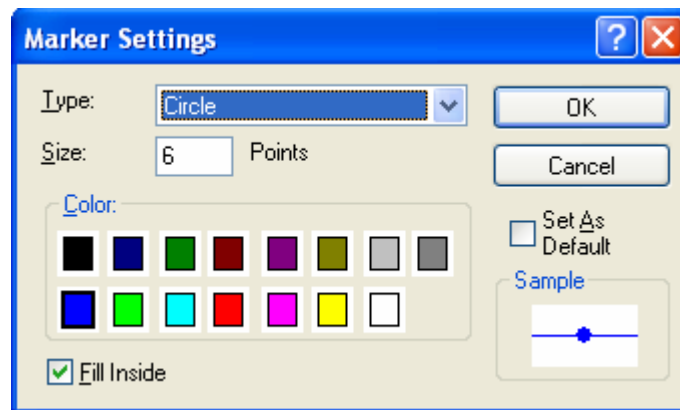 Marker Settings
Type:
Circle
OK
Size:
6
Points
Cancel
Color:
Set As
Default
Sample
Fill Inside